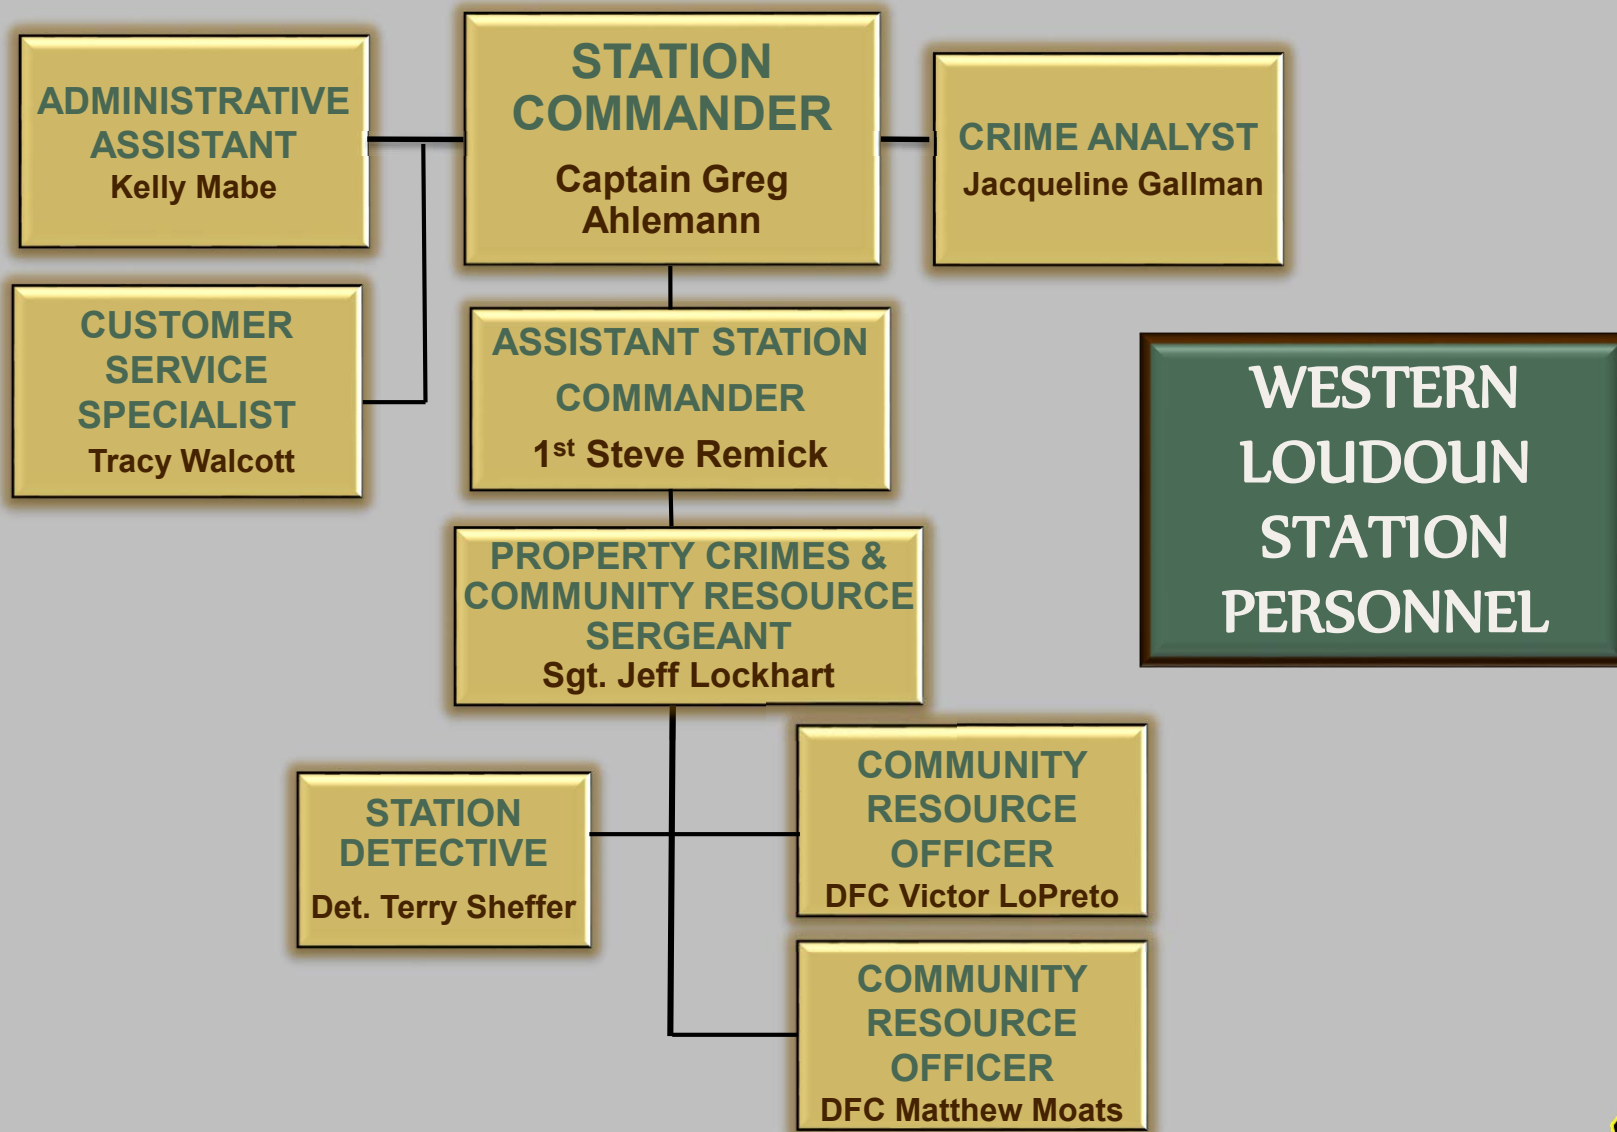 STATION
COMMANDER
Captain Greg
Ahlemann
ADMINISTRATIVE
ASSISTANT
Kelly Mabe
CRIME ANALYST
Jacqueline Gallman
CUSTOMER
SERVICE
SPECIALIST
Tracy Walcott
ASSISTANT STATION
COMMANDER
1st Steve Remick
WESTERN
LOUDOUN
STATION
PERSONNEL
PROPERTY CRIMES &
COMMUNITY RESOURCE
SERGEANT
Sgt. Jeff Lockhart
STATION
DETECTIVE
Det. Terry Sheffer
COMMUNITY
RESOURCE
OFFICER
DFC Victor LoPreto
COMMUNITY
RESOURCE
OFFICER
DFC Matthew Moats